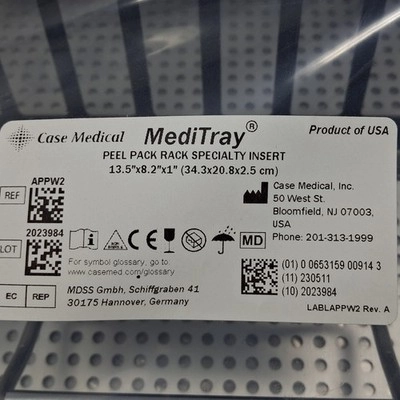 Case Medical MediTray® Product of USA
PEEL PACK RACK SPECIALTY INSERT
13.5"x8.2"x1" (34.3x20.8x2.5 cm)
REF APPW2
Case Medical, Inc.
50 West St.
Bloomfield, NJ 07003,
USA
Phone: 201-313-1999
LOT 2023984
CE MD
For symbol glossary, go to:
www.casemed.com/glossary
(01) 0 0653159 00914 3
(11) 230511
(10) 2023984
EC REP
MDSS Gmbh, Schiffgraben 41
30175 Hannover, Germany
LABLAPPW2 Rev. A